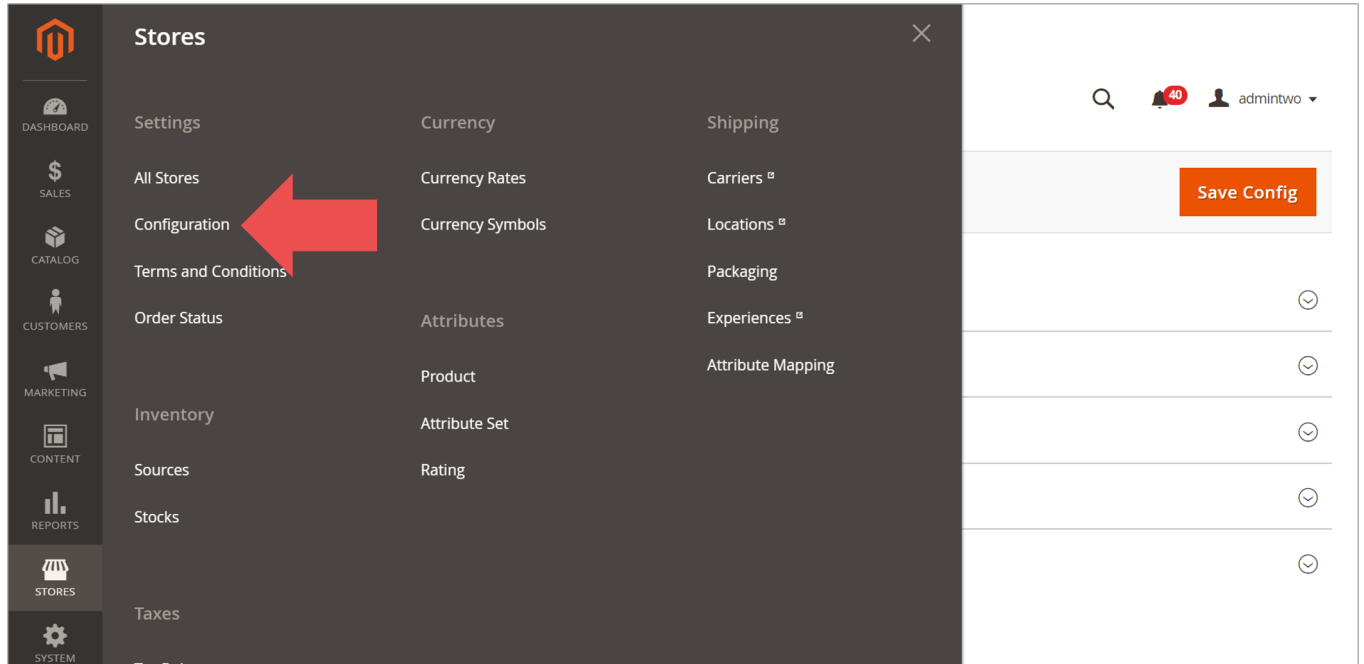 Stores
DASHBOARD
SALES
CATALOG
CUSTOMERS
MARKETING
CONTENT
REPORTS
STORES
SYSTEM
Settings
All Stores
Configuration
Terms and Conditions
Order Status
Inventory
Sources
Stocks
Taxes
Currency
Currency Rates
Currency Symbols
Attributes
Product
Attribute Set
Rating
Shipping
Carriers
Locations
Packaging
Experiences
Attribute Mapping
40
admintwo
Save Config